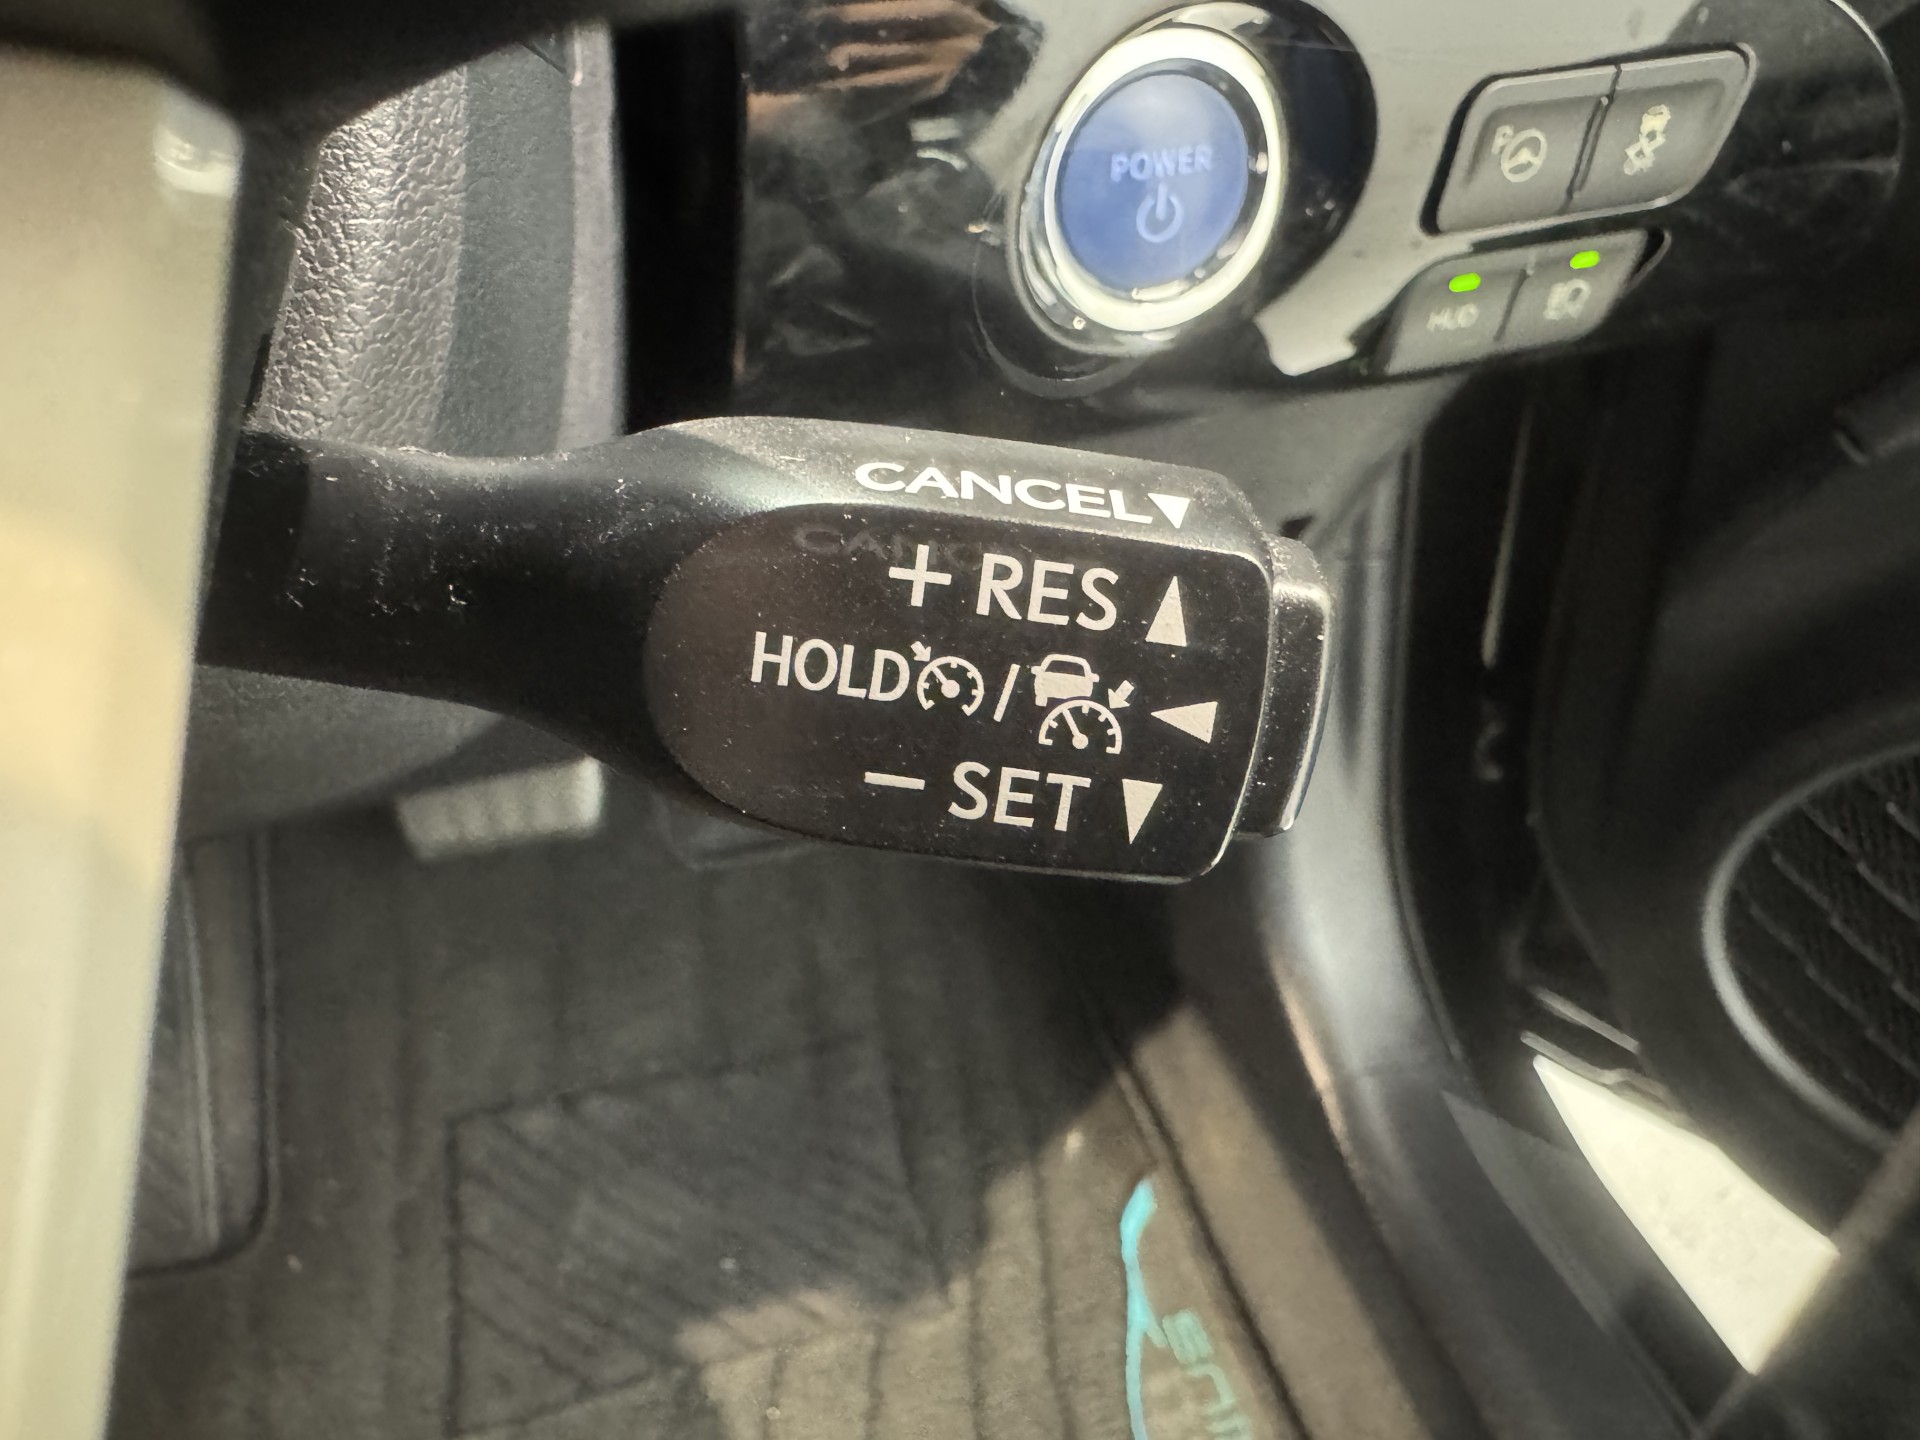 POWER
P
HUD
CANCEL▼
+ RES ▲
HOLD / ◀
− SET ▼